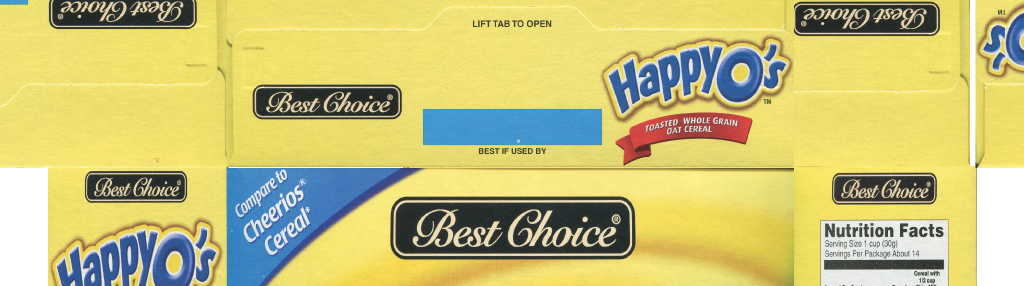 Best Choice®
LIFT TAB TO OPEN
Best Choice®
HAPPYO's™
TOASTED WHOLE GRAIN
OAT CEREAL
BEST IF USED BY
Best Choice®
Best Choice®
HAPPYO's
Compare to
Cheerios®
Cereal*
Best Choice®
Best Choice®
Nutrition Facts
Serving Size 1 cup (30g)
Servings Per Package About 14
Cereal with
1/2 cup